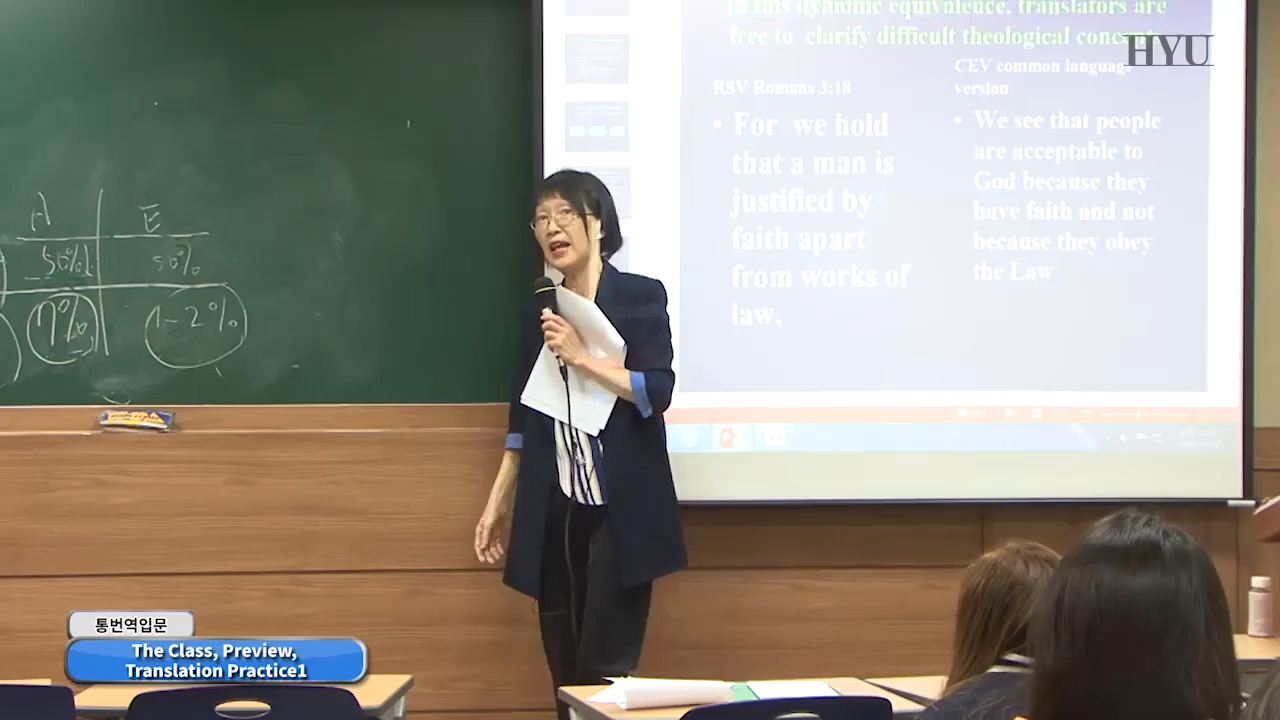 In this dynamic equivlence, translators are
free to clarify difficult theological concepts
HYU
RSV Romans 3:18
• For we hold
that a man is
justified by
faith apart
from works of
law.
CEV common language
version
• We see that people
are acceptable to
God because they
have faith and not
because they obey
the Law
A E
50% 50%
1-2%
통번역입문
The Class, Preview,
Translation Practice1